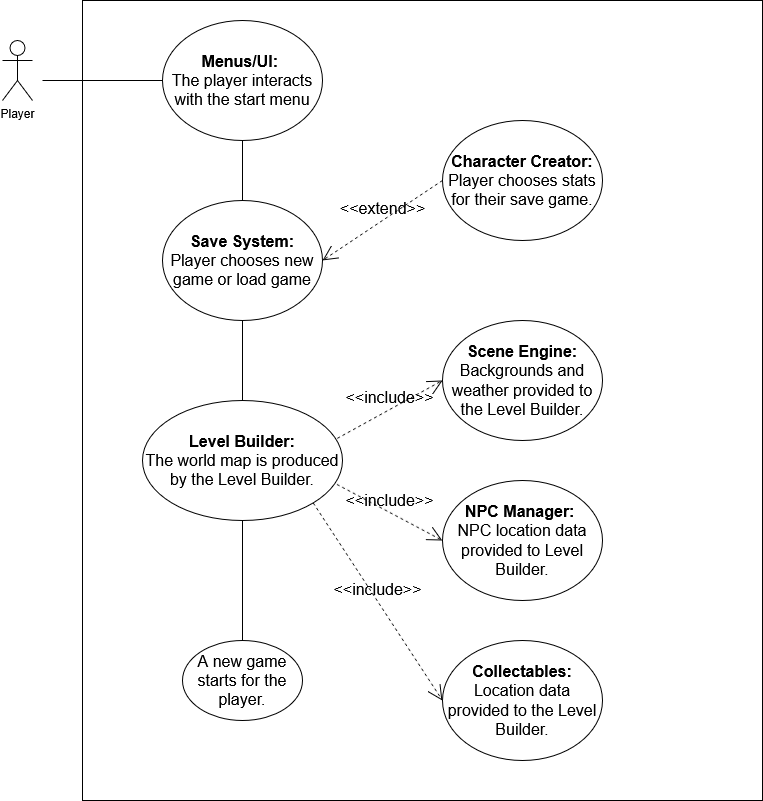 Player
Menus/UI:
The player interacts
with the start menu
Character Creator:
Player chooses stats
for their save game.
<<extend>>
Save System:
Player chooses new
game or load game
Scene Engine:
Backgrounds and
weather provided to
the Level Builder.
<<include>>
Level Builder:
The world map is produced
by the Level Builder.
<<include>>
NPC Manager:
NPC location data
provided to Level
Builder.
<<include>>
A new game
starts for the
player.
Collectables:
Location data
provided to the Level
Builder.